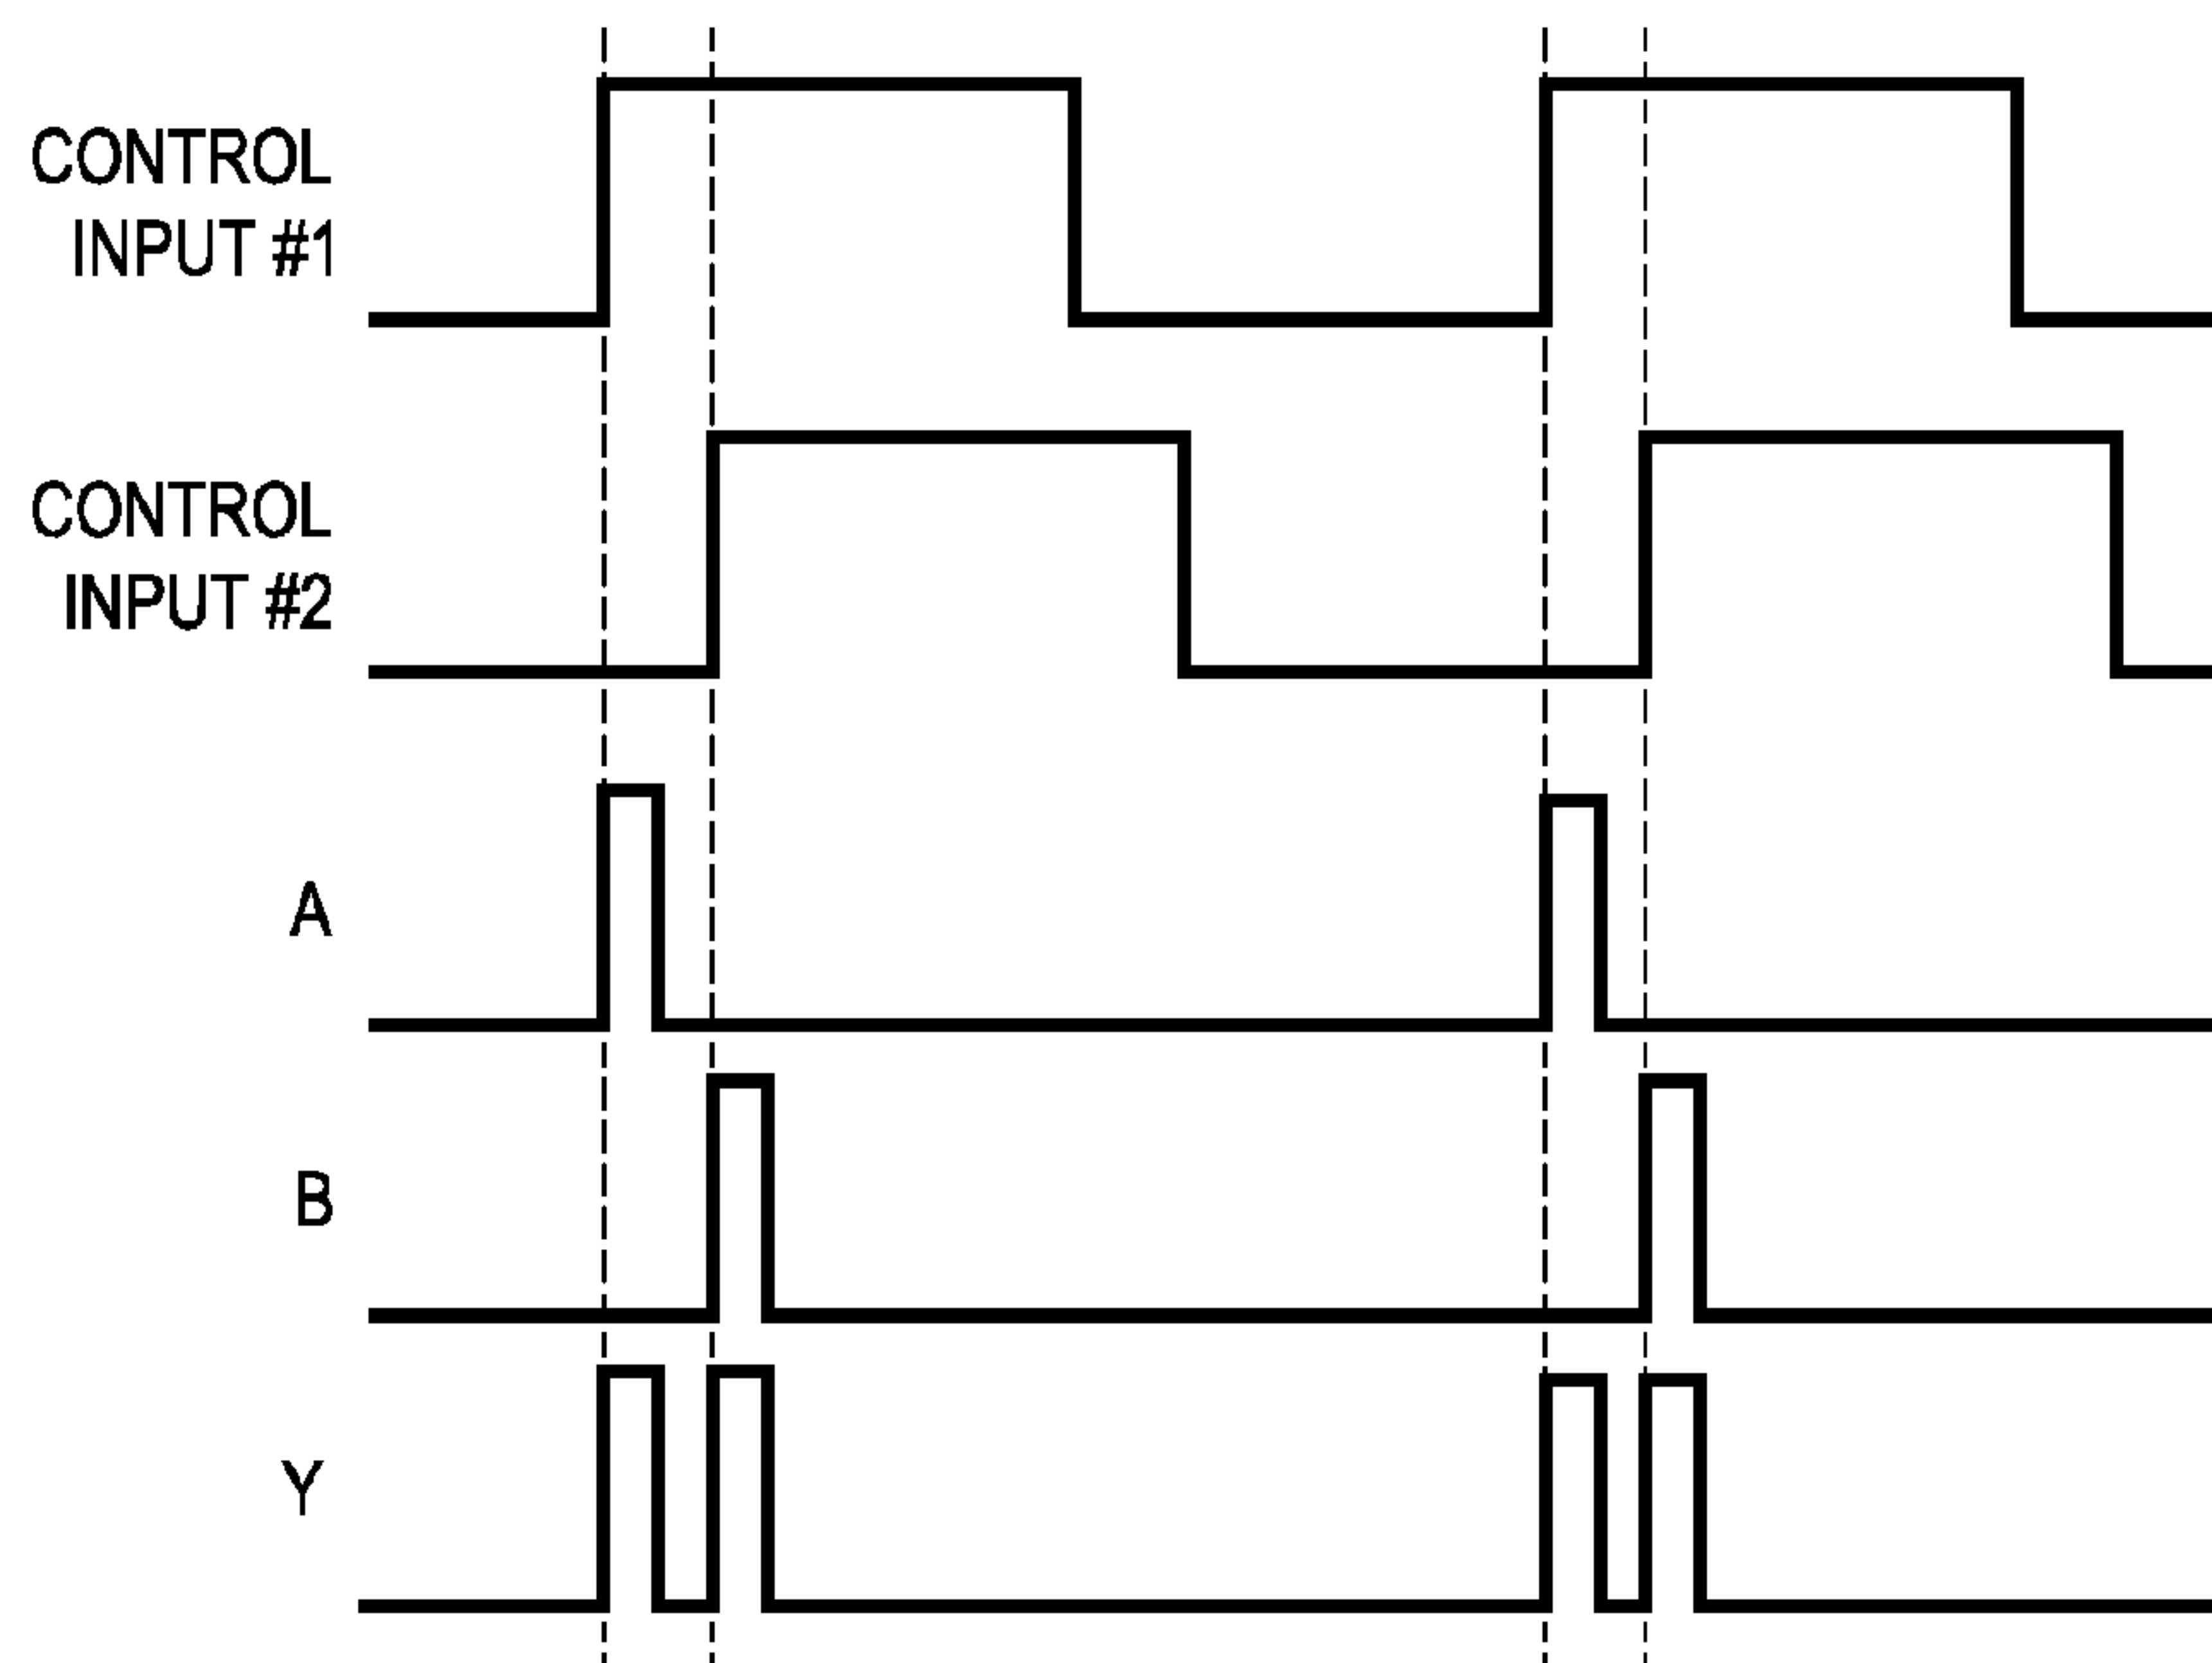 CONTROL
INPUT #1
CONTROL
INPUT #2
A
B
Y